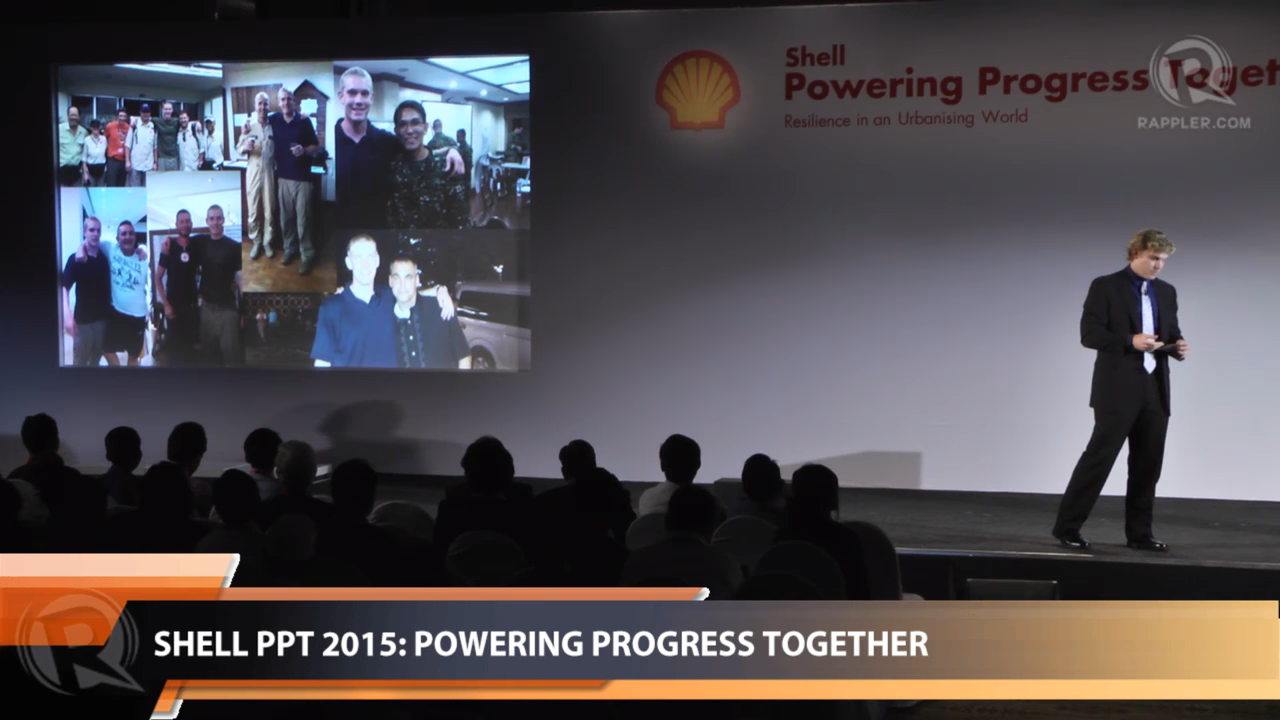 Shell
Powering Progress Toget
Resilience in an Urbanising World
RAPPLER.COM
SHELL PPT 2015: POWERING PROGRESS TOGETHER